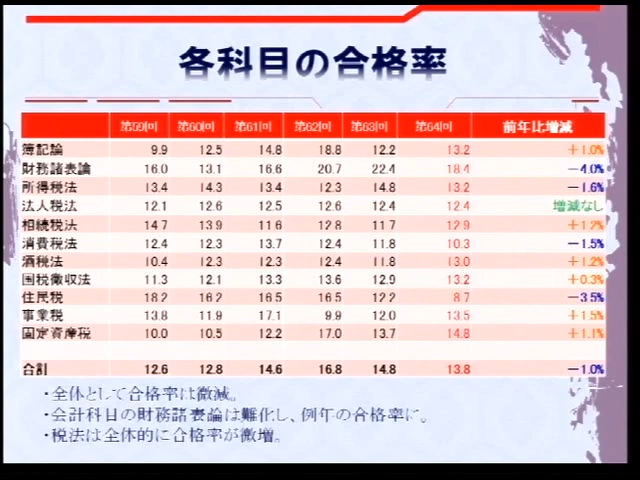 各科目の合格率
第59回 第60回 第61回 第62回 第63回 第64回 前年比増減
簿記論 9.9 12.5 14.8 18.8 12.2 13.2 +1.0%
財務諸表論 16.0 13.1 16.6 20.7 22.4 18.4 -4.0%
所得税法 13.4 14.3 13.4 12.3 14.8 13.2 -1.6%
法人税法 12.1 12.6 12.5 12.6 12.4 12.4 増減なし
相続税法 14.7 13.9 11.6 12.8 11.7 12.9 +1.2%
消費税法 12.4 12.3 13.7 12.4 11.8 10.3 -1.5%
酒税法 10.4 12.3 12.3 12.4 11.8 13.0 +1.2%
国税徴収法 11.3 12.1 13.3 13.6 12.9 13.2 +0.3%
住民税 18.2 16.2 16.5 16.5 12.2 8.7 -3.5%
事業税 13.8 11.9 17.1 9.9 12.0 13.5 +1.5%
固定資産税 10.0 10.5 12.2 17.0 13.7 14.8 +1.1%
合計 12.6 12.8 14.6 16.8 14.8 13.8 -1.0%
・全体として合格率は微減。
・会計科目の財務諸表論は難化し、例年の合格率に。
・税法は全体的に合格率が微増。